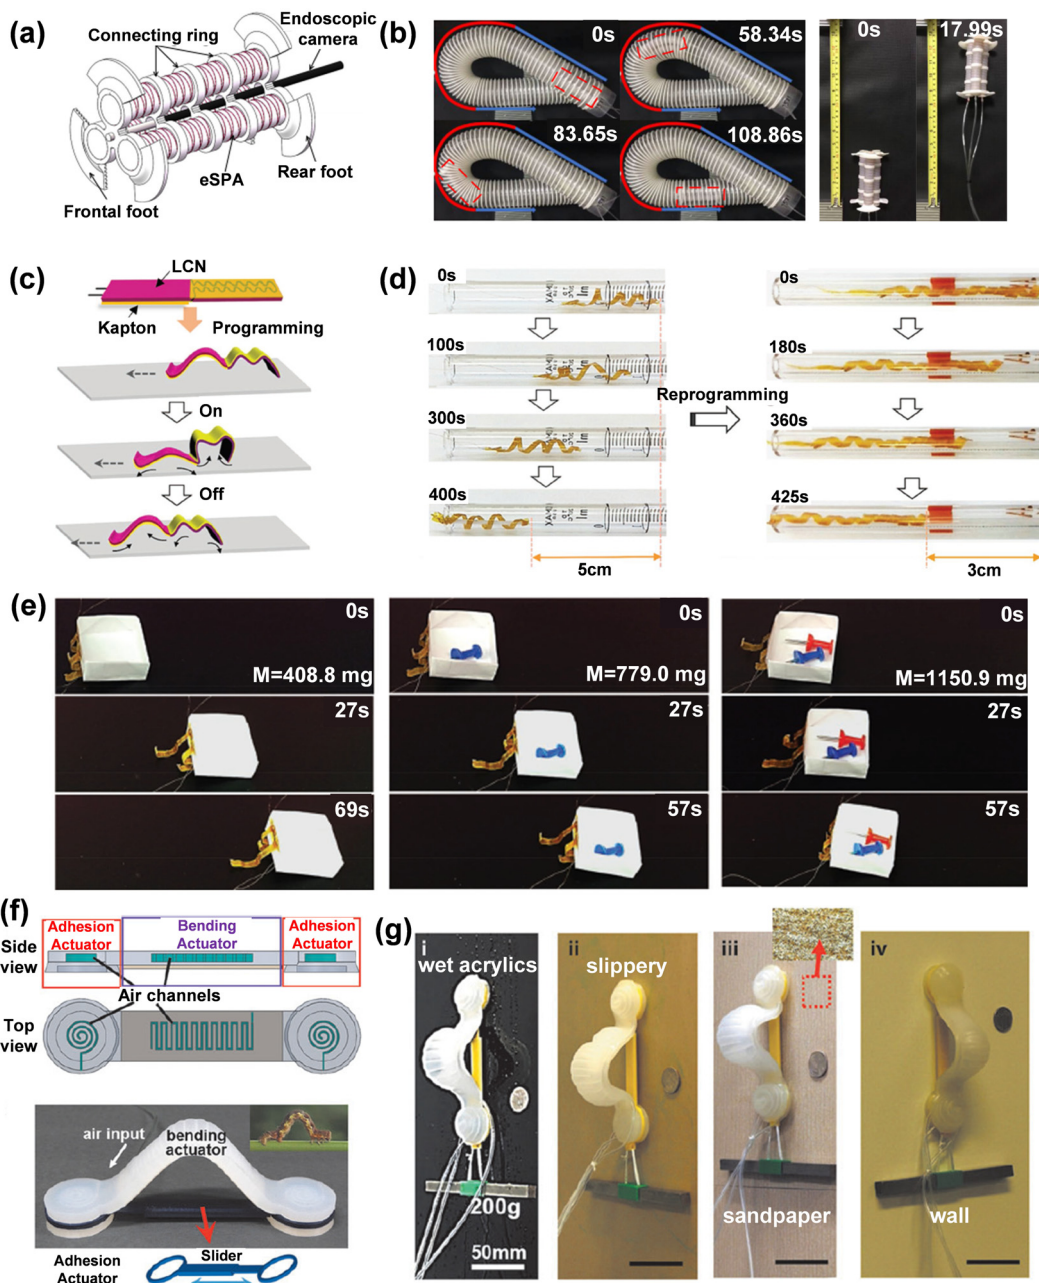 (a)
Connecting ring
Endoscopic
camera
eSPA
Rear foot
Frontal foot
(b)
0s
58.34s
83.65s
108.86s
0s
17.99s
(c)
LCN
Kapton
Programming
On
Off
(d)
0s
100s
300s
400s
5cm
Reprogramming
0s
180s
360s
425s
3cm
(e)
0s
M=408.8 mg
27s
69s
0s
M=779.0 mg
27s
57s
0s
M=1150.9 mg
27s
57s
(f)
Adhesion
Actuator
Bending
Actuator
Adhesion
Actuator
Side
view
Air channels
Top
view
air input
bending
actuator
Slider
Adhesion
Actuator
(g)
i
wet acrylics
200g
50mm
ii
slippery
iii
sandpaper
iv
wall